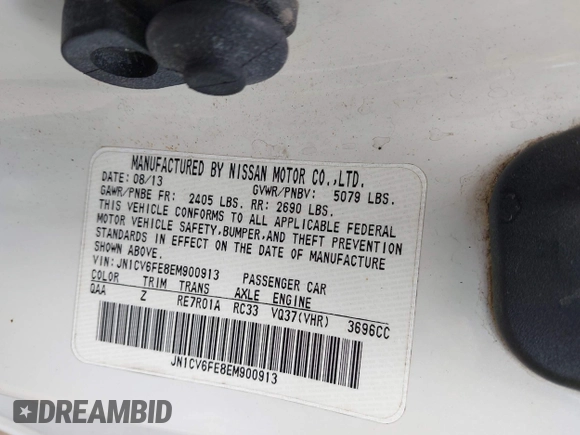 MANUFACTURED BY NISSAN MOTOR CO.,LTD.
DATE: 08/13 GVWR/PNBV: 5079 LBS.
GAWR/PNBE FR: 2405 LBS. RR: 2690 LBS.
THIS VEHICLE CONFORMS TO ALL APPLICABLE FEDERAL
MOTOR VEHICLE SAFETY,BUMPER,AND THEFT PREVENTION
STANDARDS IN EFFECT ON THE DATE OF MANUFACTURE
SHOWN ABOVE.
VIN: JN1CV6FE8EM900913 PASSENGER CAR
COLOR TRIM TRANS AXLE ENGINE
QAA Z RE7R01A RC33 VQ37(VHR) 3696CC
JN1CV6FE8EM900913
DREAMBID